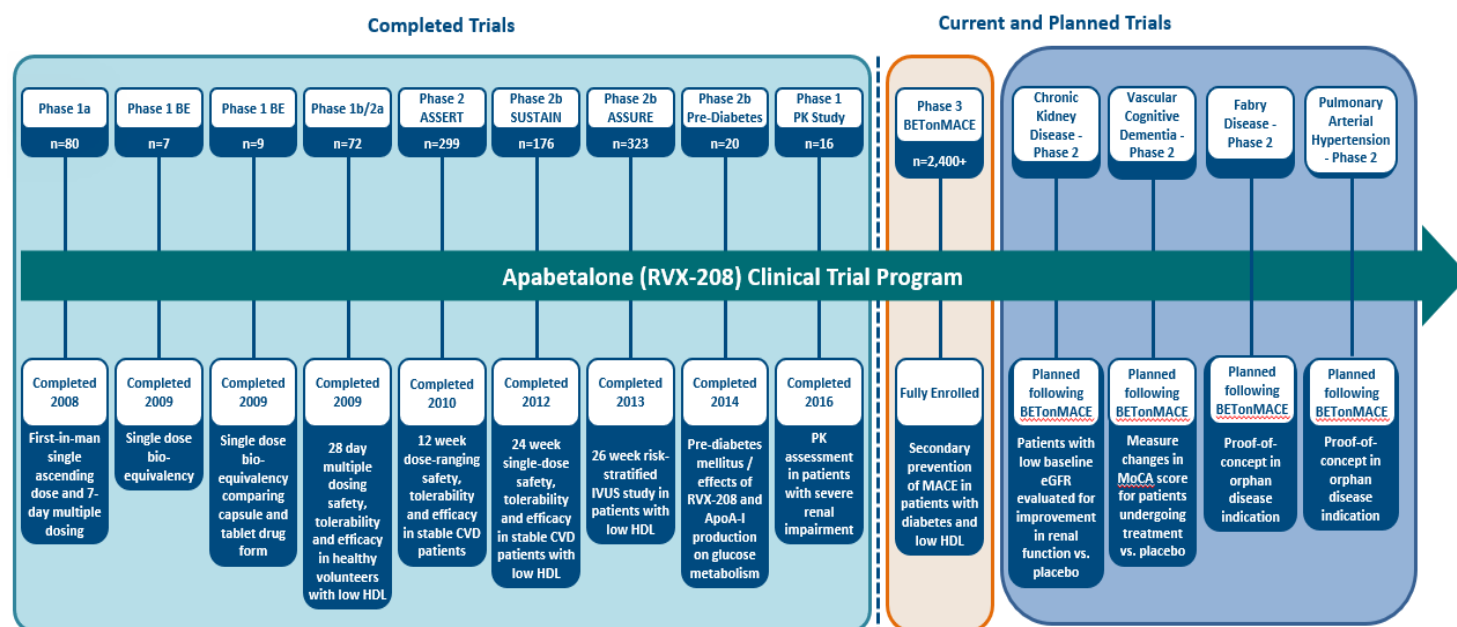 Completed Trials
Current and Planned Trials
Phase 1a
n=80
Phase 1 BE
n=7
Phase 1 BE
n=9
Phase 1b/2a
n=72
Phase 2
ASSERT
n=299
Phase 2b
SUSTAIN
n=176
Phase 2b
ASSURE
n=323
Phase 2b
Pre-Diabetes
n=20
Phase 1
PK Study
n=16
Phase 3
BETonMACE
n=2,400+
Chronic
Kidney
Disease -
Phase 2
Vascular
Cognitive
Dementia -
Phase 2
Fabry
Disease -
Phase 2
Pulmonary
Arterial
Hypertension
- Phase 2
Apabetalone (RVX-208) Clinical Trial Program
Completed
2008
First-in-man
single
ascending
dose and 7-
day multiple
dosing
Completed
2009
Single dose
bio-
equivalency
Completed
2009
Single dose
bio-
equivalency
comparing
capsule and
tablet drug
form
Completed
2009
28 day
multiple
dosing
safety,
tolerability
and efficacy
in healthy
volunteers
with low HDL
Completed
2010
12 week
dose-ranging
safety,
tolerability
and efficacy
in stable CVD
patients
Completed
2012
24 week
single-dose
safety,
tolerability
and efficacy
in stable CVD
patients with
low HDL
Completed
2013
26 week risk-
stratified
IVUS study in
patients with
low HDL
Completed
2014
Pre-diabetes
mellitus /
effects of
RVX-208 and
ApoA-I
production
on glucose
metabolism
Completed
2016
PK
assessment
in patients
with severe
renal
impairment
Fully Enrolled
Secondary
prevention
of MACE in
patients with
diabetes and
low HDL
Planned
following
BETonMACE
Patients with
low baseline
eGFR
evaluated for
improvement
in renal
function vs.
placebo
Planned
following
BETonMACE
Measure
changes in
MoCA score
for patients
undergoing
treatment
vs. placebo
Planned
following
BETonMACE
Proof-of-
concept in
orphan
disease
indication
Planned
following
BETonMACE
Proof-of-
concept in
orphan
disease
indication